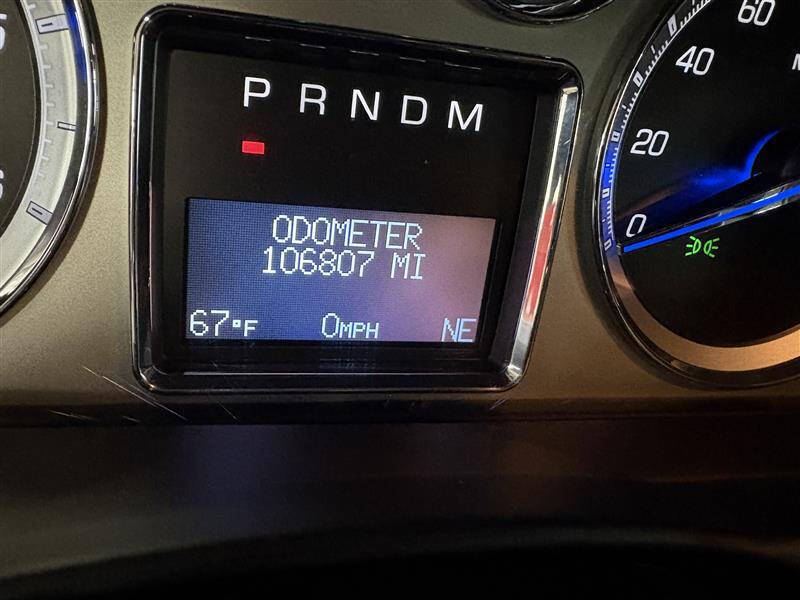 P R N D M
ODOMETER
106807 MI
67°F 0MPH NE
60
40
20
0